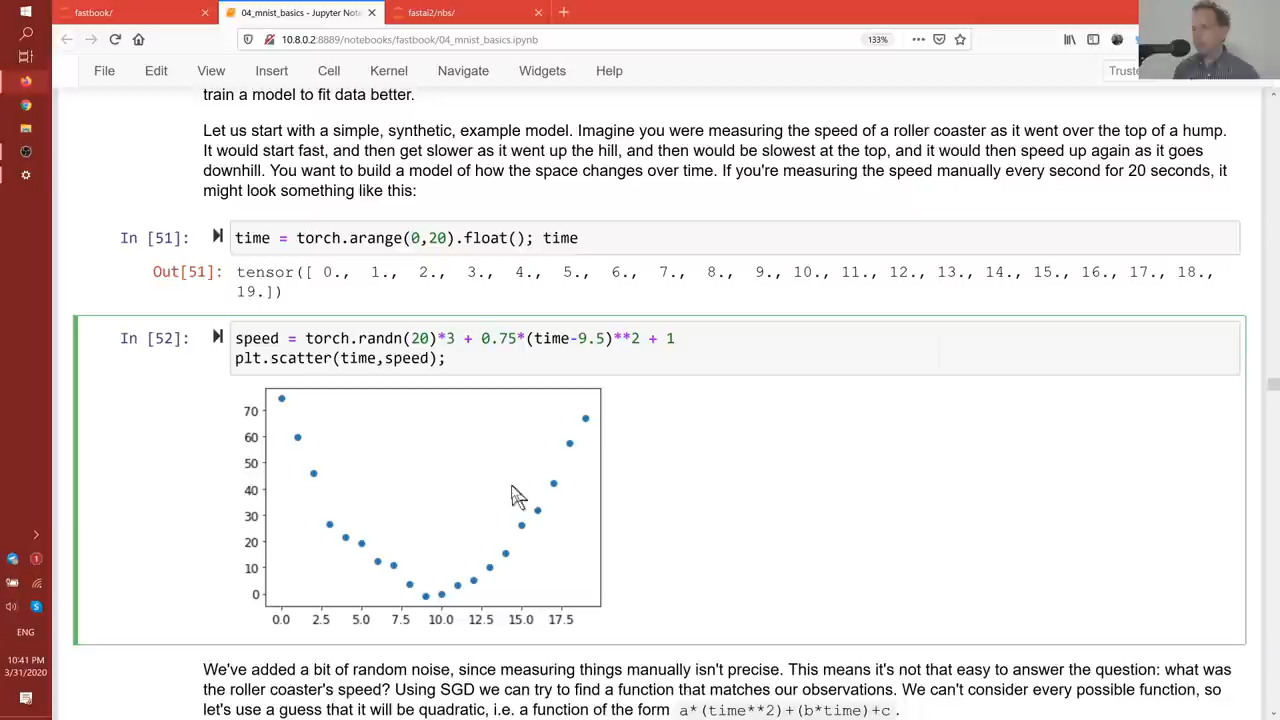 fastbook/
04_mnist_basics - Jupyter Nota
fastai2/nbs/
10.8.0.2:8889/notebooks/fastbook/04_mnist_basics.ipynb
133%
File Edit View Insert Cell Kernel Navigate Widgets Help
Truste
train a model to fit data better.
Let us start with a simple, synthetic, example model. Imagine you were measuring the speed of a roller coaster as it went over the top of a hump.
It would start fast, and then get slower as it went up the hill, and then would be slowest at the top, and it would then speed up again as it goes
downhill. You want to build a model of how the space changes over time. If you're measuring the speed manually every second for 20 seconds, it
might look something like this:
In [51]: time = torch.arange(0,20).float(); time
Out[51]: tensor([ 0., 1., 2., 3., 4., 5., 6., 7., 8., 9., 10., 11., 12., 13., 14., 15., 16., 17., 18.,
19.])
In [52]: speed = torch.randn(20)*3 + 0.75*(time-9.5)**2 + 1
plt.scatter(time,speed);
70
60
50
40
30
20
10
0
0.0 2.5 5.0 7.5 10.0 12.5 15.0 17.5
We've added a bit of random noise, since measuring things manually isn't precise. This means it's not that easy to answer the question: what was
the roller coaster's speed? Using SGD we can try to find a function that matches our observations. We can't consider every possible function, so
let's use a guess that it will be quadratic, i.e. a function of the form a*(time**2)+(b*time)+c .
1
ENG
10:41 PM
3/31/2020